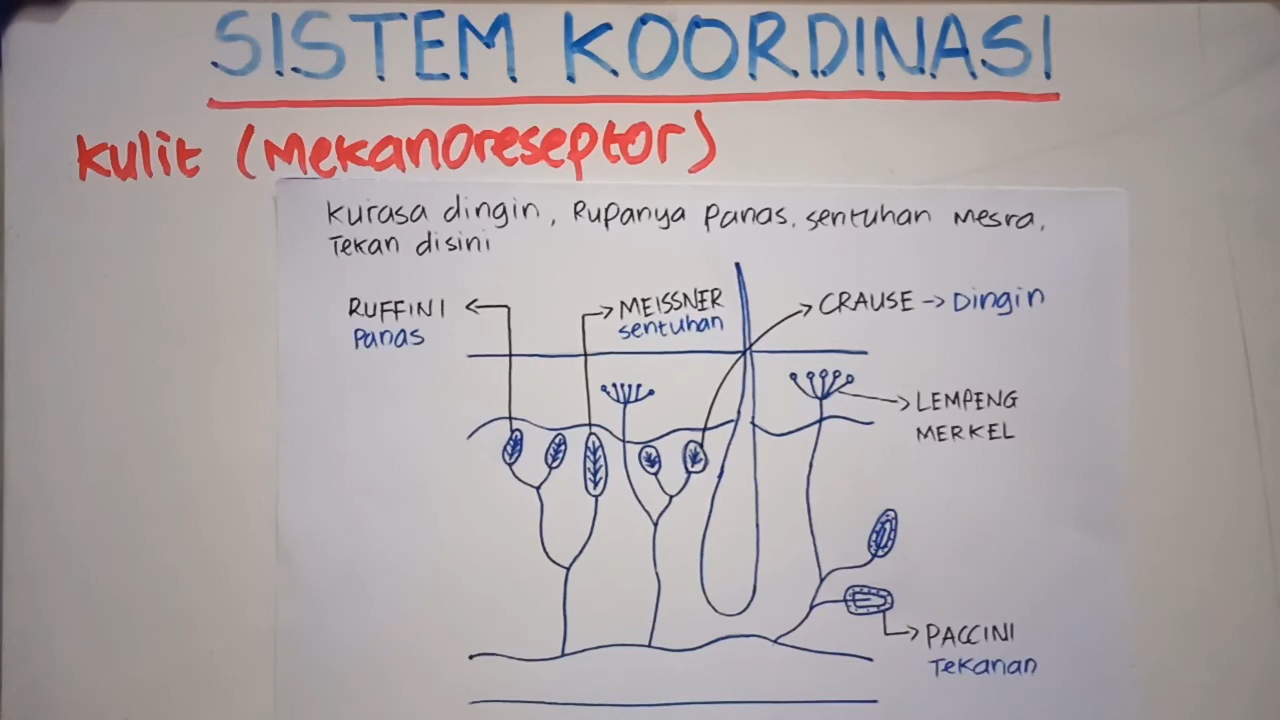 SISTEM KOORDINASI
Kulit (Mekanoreseptor)
Kurasa dingin, Rupanya panas, sentuhan mesra,
Tekan disini
RUFFINI
Panas
MEISSNER
sentuhan
CRAUSE → Dingin
LEMPENG
MERKEL
PACCINI
Tekanan